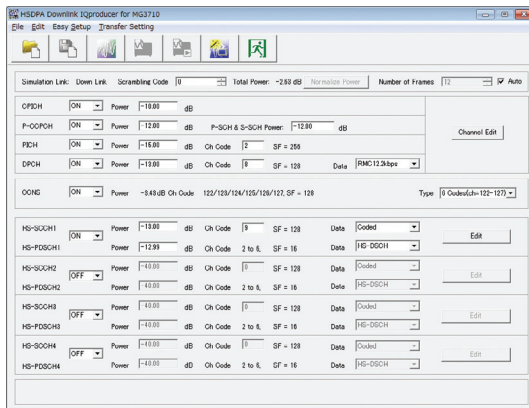 HSDPA Downlink IQproducer for MG3710
File Edit Easy Setup Transfer Setting
Simulation Link: Down Link Scrambling Code 0 Total Power: -2.53 dB Normalize Power Number of Frames 12 Auto
CPICH ON Power -10.00 dB
P-CCPCH ON Power -12.00 dB P-SCH & S-SCH Power: -12.00 dB
PICH ON Power -15.00 dB Ch Code 2 SF = 256
Channel Edit
DPCH ON Power -13.00 dB Ch Code 8 SF = 128 Data RMC12.2kbps
OCNS ON Power -3.43 dB Ch Code 122/123/124/125/126/127, SF = 128 Type 6 Codes(ch=122-127)
HS-SCCH1 ON Power -13.00 dB Ch Code 9 SF = 128 Data Coded Edit
HS-PDSCH1 Power -12.99 dB Ch Code 2 to 6, SF = 16 Data HS-DSCH
HS-SCCH2 OFF Power -40.00 dB Ch Code 0 SF = 128 Data Coded Edit
HS-PDSCH2 Power -40.00 dB Ch Code 2 to 6, SF = 16 Data HS-DSCH
HS-SCCH3 OFF Power -40.00 dB Ch Code 0 SF = 128 Data Coded Edit
HS-PDSCH3 Power -40.00 dB Ch Code 2 to 6, SF = 16 Data HS-DSCH
HS-SCCH4 OFF Power -40.00 dB Ch Code 0 SF = 128 Data Coded Edit
HS-PDSCH4 Power -40.00 dB Ch Code 2 to 6, SF = 16 Data HS-DSCH